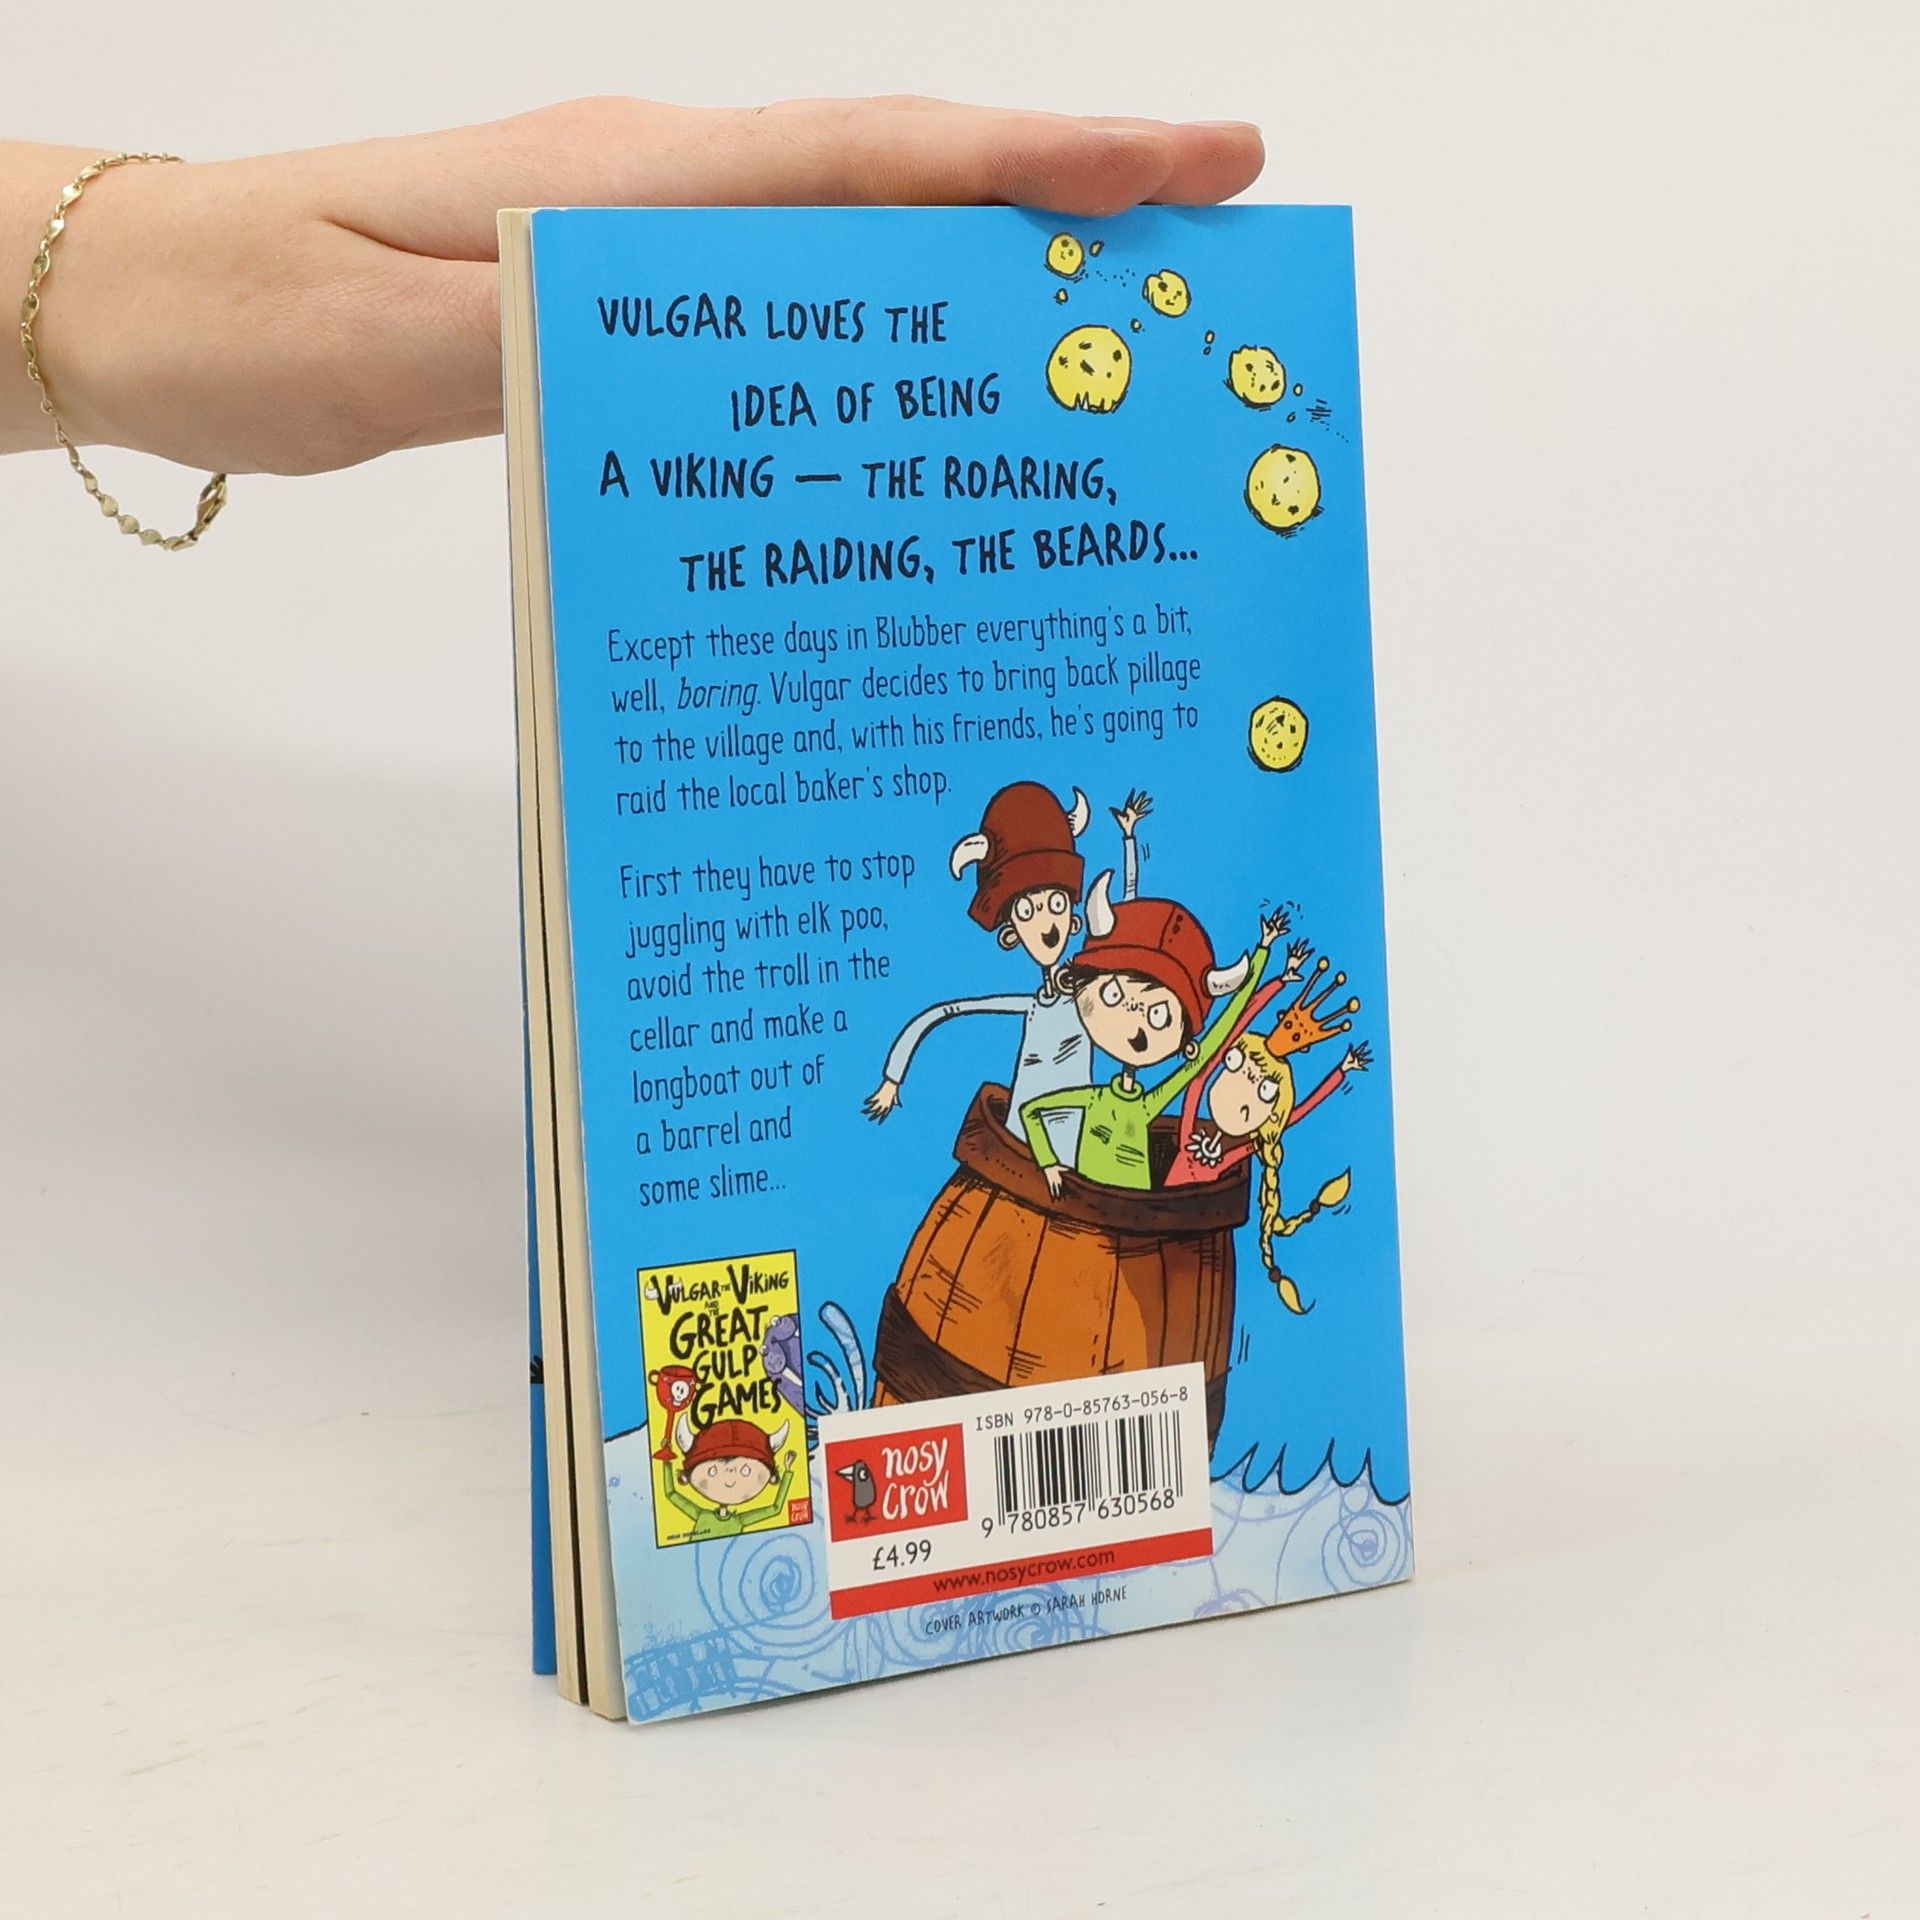 VULGAR LOVES THE
IDEA OF BEING
A VIKING — THE ROARING,
THE RAIDING, THE BEARDS...
Except these days in Blubber everything's a bit,
well, boring. Vulgar decides to bring back pillage
to the village and, with his friends, he's going to
raid the local baker's shop.
First they have to stop
juggling with elk poo,
avoid the troll in the
cellar and make a
longboat out of
a barrel and
some slime...
VULGAR THE VIKING
AND THE
GREAT
GULP
GAMES
nosy
crow
nosy
crow
£4.99
ISBN 978-0-85763-056-8
9 780857 630568
www.nosycrow.com
COVER ARTWORK © SARAH HORNE